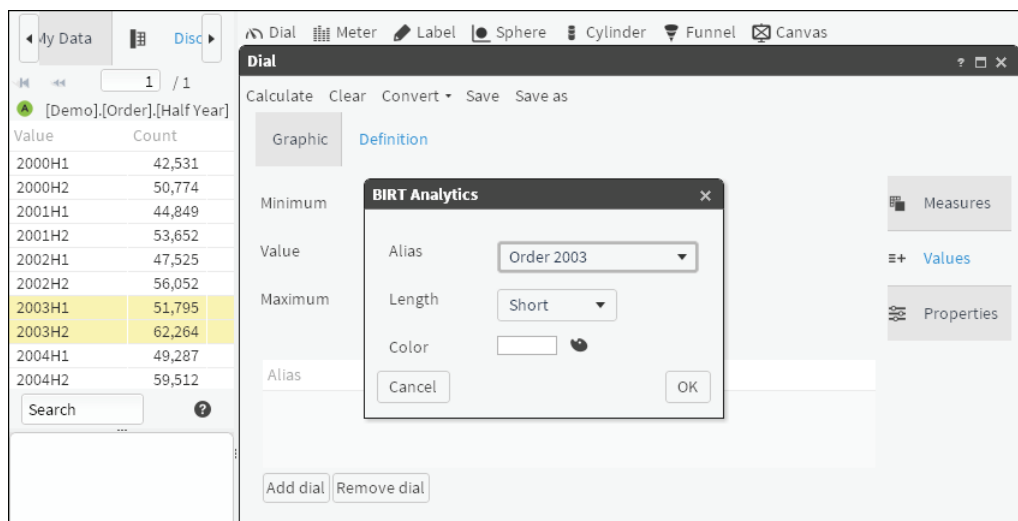 My Data
Disc
Dial Meter Label Sphere Cylinder Funnel Canvas
Dial
? 
1 / 1
Calculate Clear Convert Save Save as
A [Demo].[Order].[Half Year]
Value Count
2000H1 42,531
2000H2 50,774
2001H1 44,849
2001H2 53,652
2002H1 47,525
2002H2 56,052
2003H1 51,795
2003H2 62,264
2004H1 49,287
2004H2 59,512
Search ?
Graphic Definition
Minimum
Value
Maximum
BIRT Analytics
Alias Order 2003
Length Short
Color
Cancel OK
Measures
Values
Properties
Alias
Add dial Remove dial